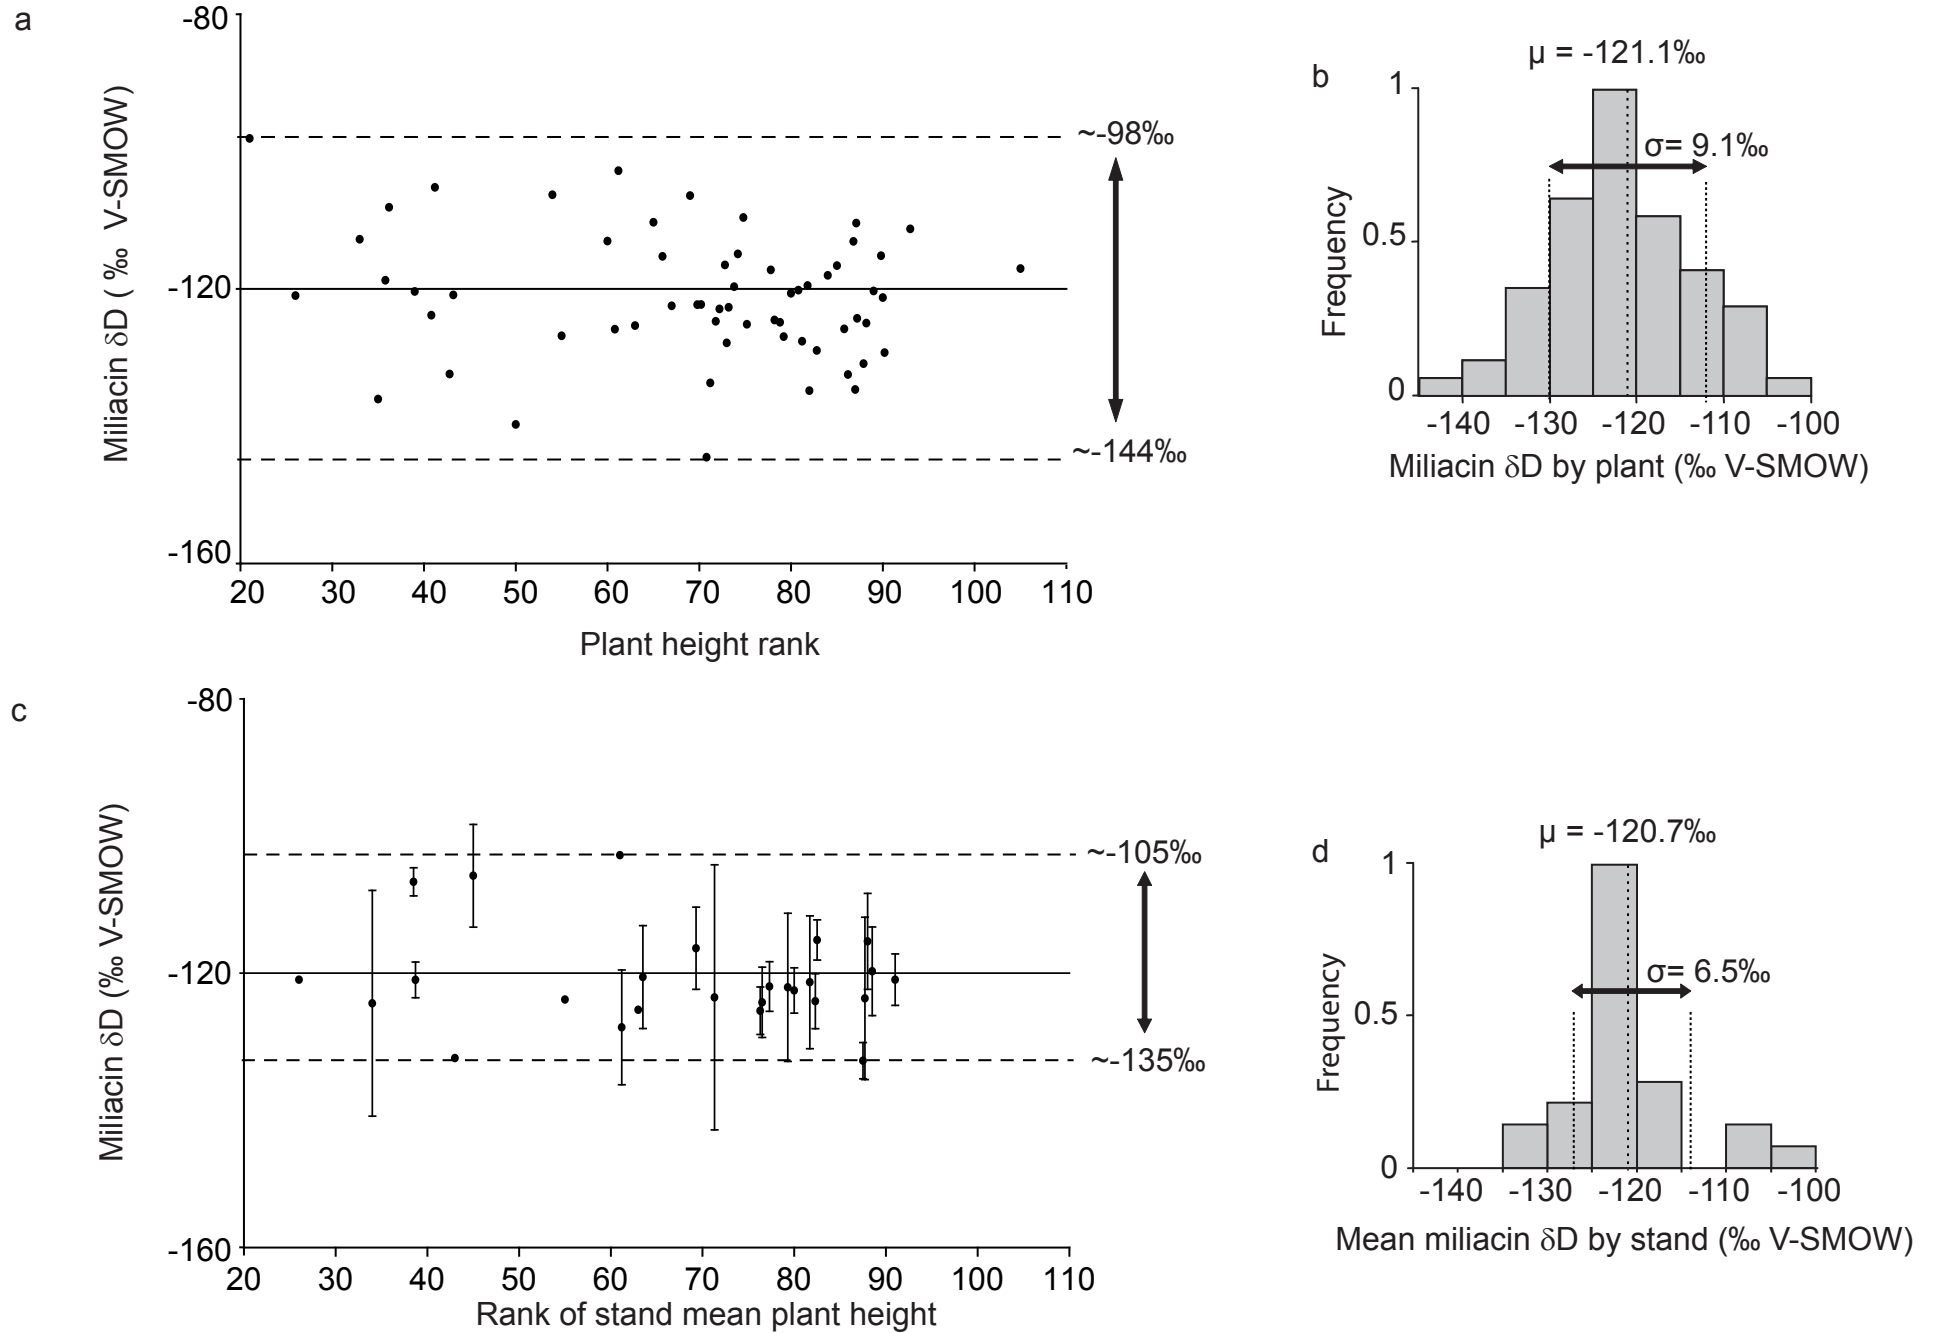 a
-80
-120
-160
Miliacin δD ( ‰ V-SMOW)
~-98‰
~-144‰
20 30 40 50 60 70 80 90 100 110
Plant height rank
b
μ = -121.1‰
σ= 9.1‰
1
0.5
0
Frequency
-140 -130 -120 -110 -100
Miliacin δD by plant (‰ V-SMOW)
c
-80
-120
-160
Miliacin δD (‰ V-SMOW)
~-105‰
~-135‰
20 30 40 50 60 70 80 90 100 110
Rank of stand mean plant height
d
μ = -120.7‰
σ= 6.5‰
1
0.5
0
Frequency
-140 -130 -120 -110 -100
Mean miliacin δD by stand (‰ V-SMOW)